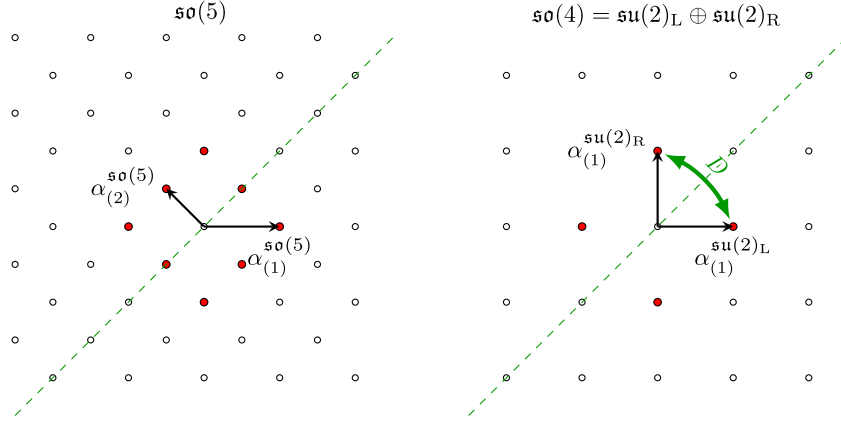 𝔰𝔬(5)
𝔰𝔬(4) = 𝔰𝔲(2)_L ⊕ 𝔰𝔲(2)_R
α_{(2)}^{𝔰𝔬(5)}
α_{(1)}^{𝔰𝔬(5)}
α_{(1)}^{𝔰𝔲(2)_R}
D
α_{(1)}^{𝔰𝔲(2)_L}